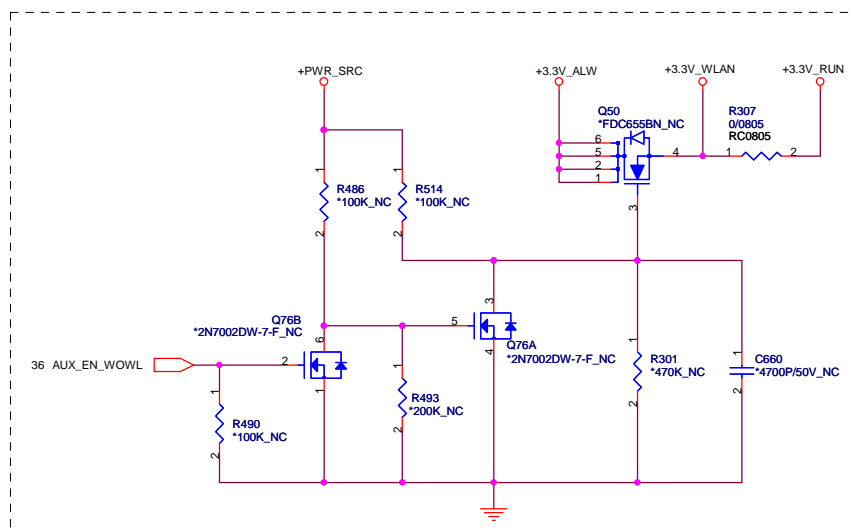 +PWR_SRC
+3.3V_ALW
+3.3V_WLAN
+3.3V_RUN
Q50
*FDC655BN_NC
R307
0/0805
RC0805
6
5
2
1
4
1
2
3
1
R486
*100K_NC
2
1
R514
*100K_NC
2
Q76B
*2N7002DW-7-F_NC
6
2
1
36 AUX_EN_WOWL
5
3
4
Q76A
*2N7002DW-7-F_NC
1
R490
*100K_NC
2
1
R493
*200K_NC
2
1
R301
*470K_NC
2
1
C660
*4700P/50V_NC
2